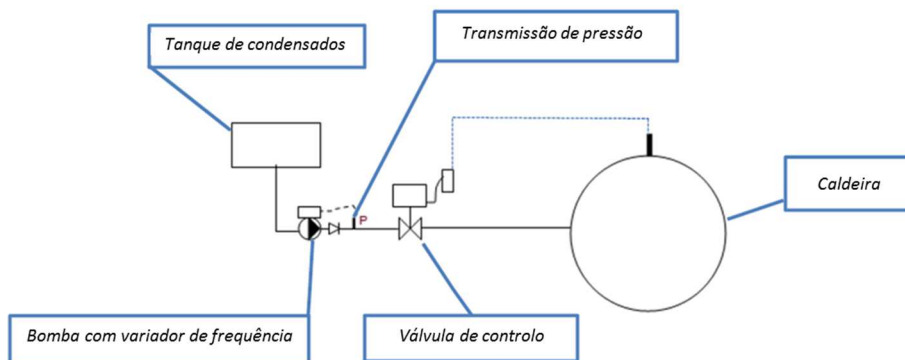 Tanque de condensados
Transmissão de pressão
Caldeira
P
Bomba com variador de frequência
Válvula de controlo